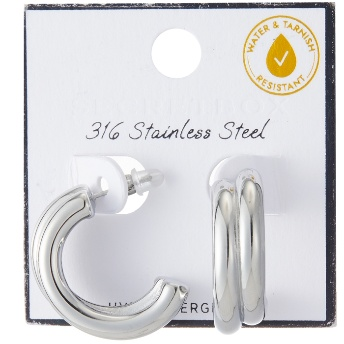 WATER & TARNISH
RESISTANT
316 Stainless Steel